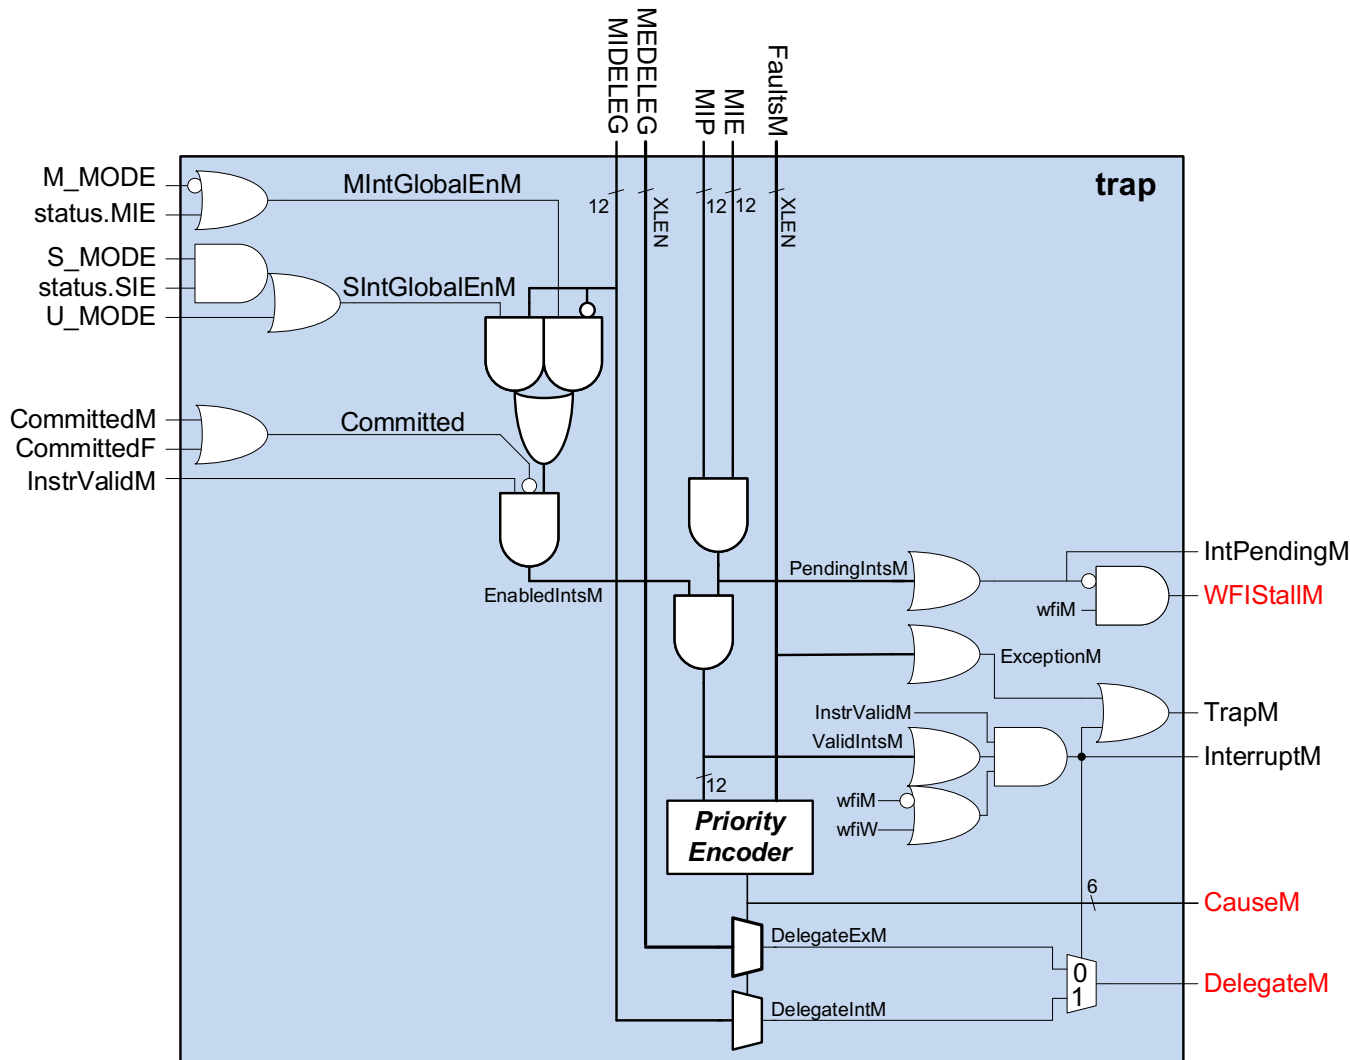 MIDELEG
MEDELEG
MIP
MIE
FaultsM
trap
M_MODE
status.MIE
MIntGlobalEnM
12
XLEN
12
12
XLEN
S_MODE
status.SIE
U_MODE
SIntGlobalEnM
CommittedM
CommittedF
Committed
InstrValidM
EnabledIntsM
PendingIntsM
IntPendingM
wfiM
WFIStallM
ExceptionM
InstrValidM
TrapM
ValidIntsM
InterruptM
12
wfiM
wfiW
Priority
Encoder
6
CauseM
DelegateExM
0
1
DelegateM
DelegateIntM